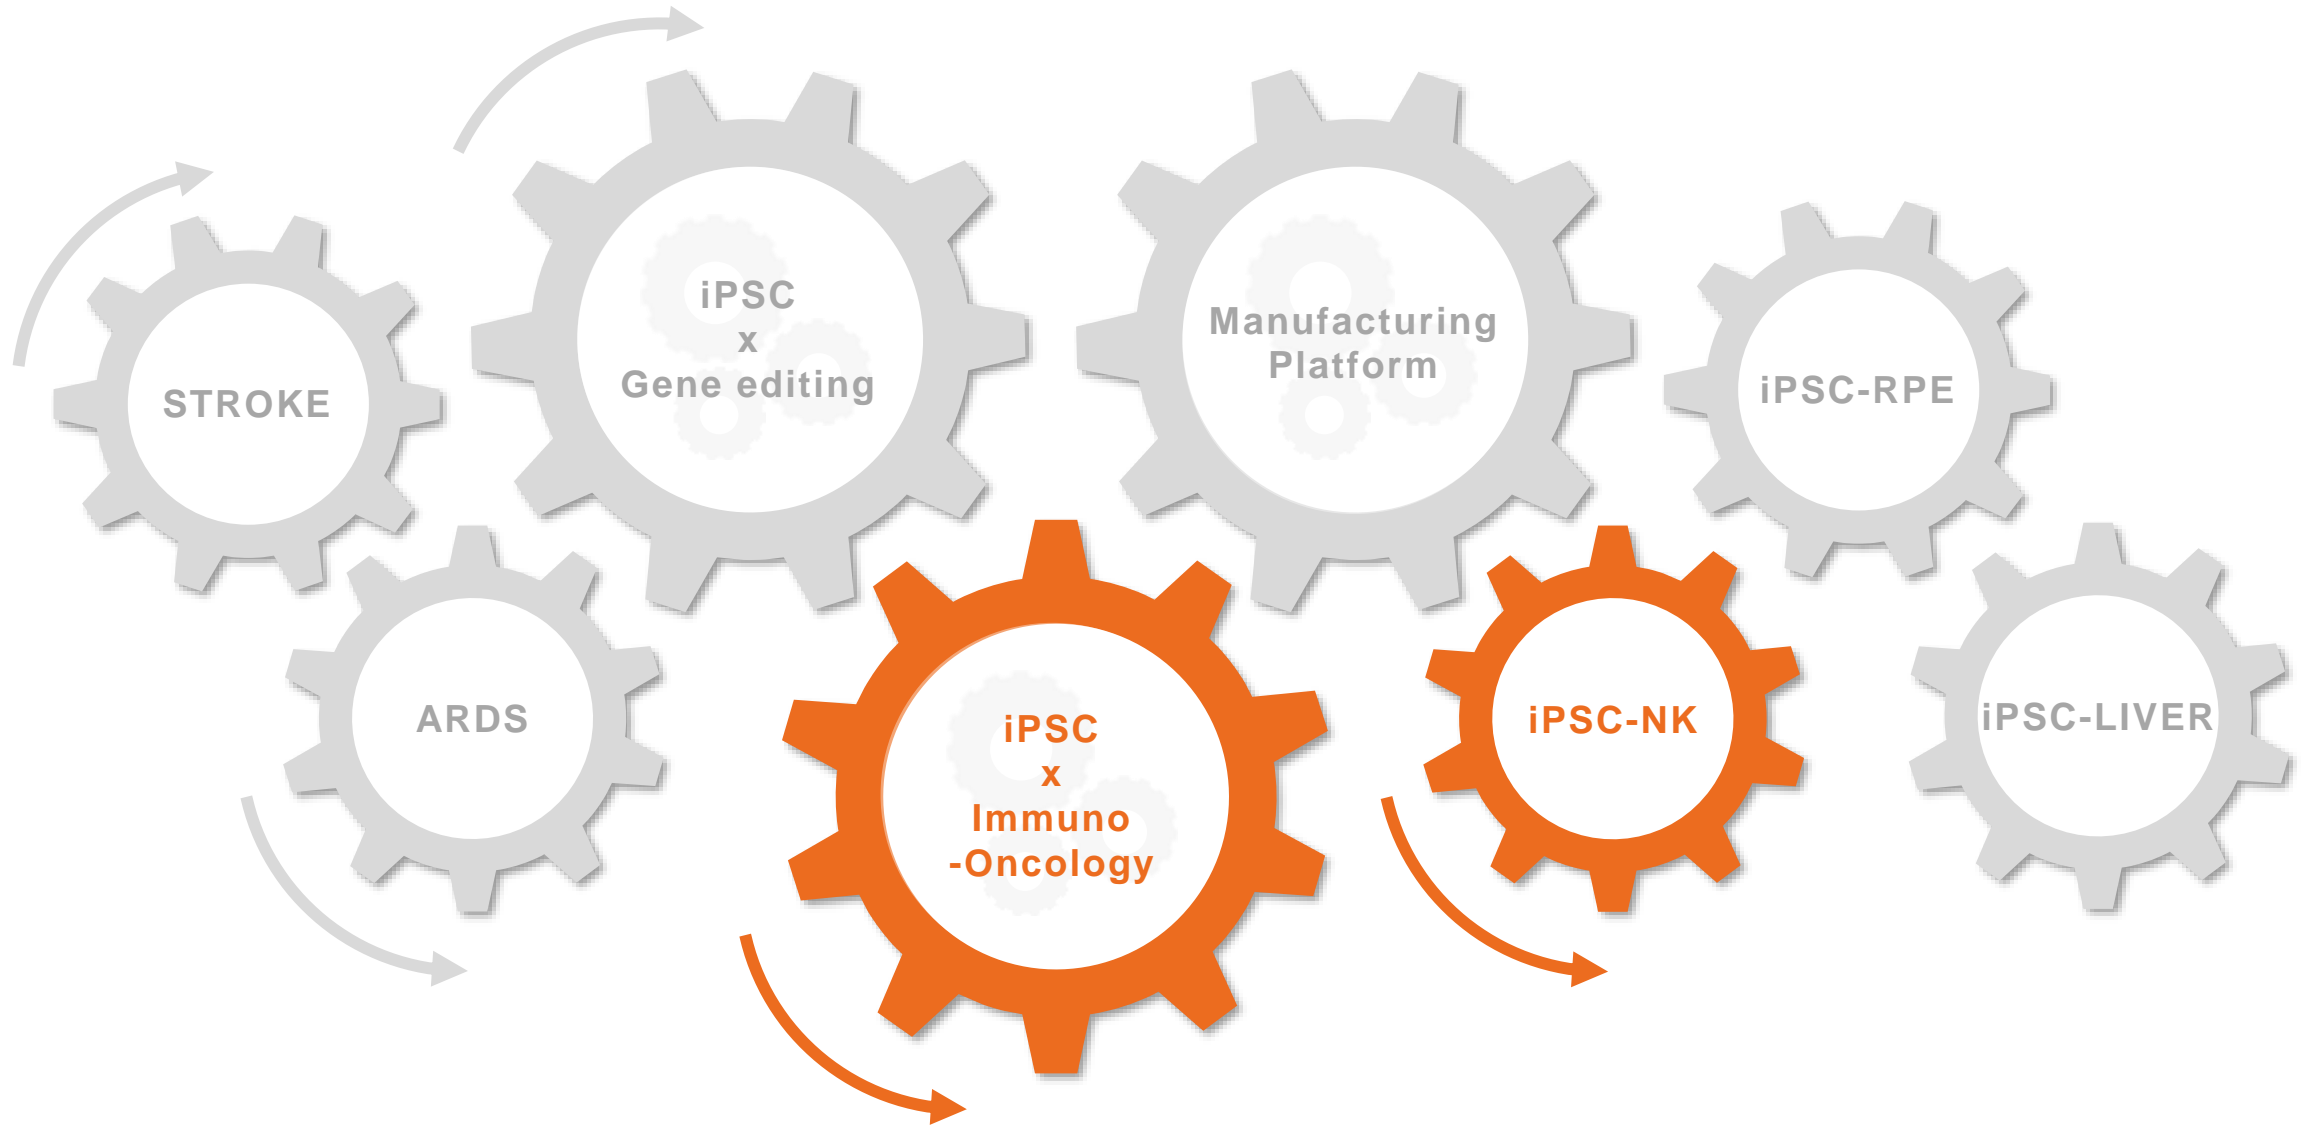 STROKE
iPSC
x
Gene editing
Manufacturing
Platform
iPSC-RPE
ARDS
iPSC
x
Immuno
-Oncology
iPSC-NK
iPSC-LIVER